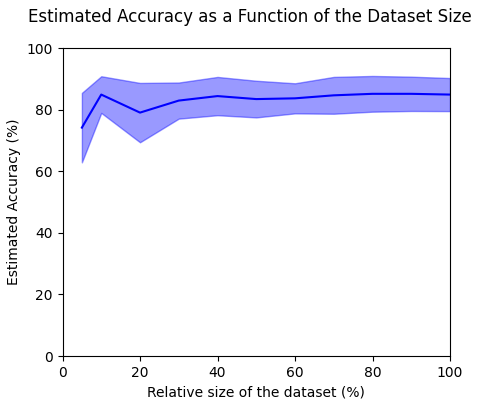 Estimated Accuracy as a Function of the Dataset Size
100
80
60
40
20
0
Estimated Accuracy (%)
0 20 40 60 80 100
Relative size of the dataset (%)